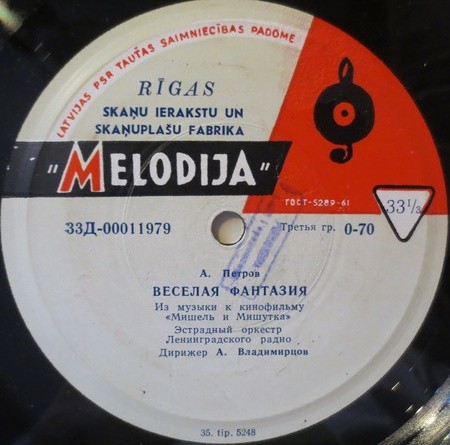 LATVIJAS PSR TAUTAS SAIMNIECĪBAS PADOME
RĪGAS
SKAŅU IERAKSTU UN
SKAŅUPLAŠU FABRIKA
"MELODIJA"
ГОСТ-5289-61
33⅓
33Д-00011979
Третья гр. 0-70
А. Петров
ВЕСЕЛАЯ ФАНТАЗИЯ
Из музыки к кинофильму
«Мишель и Мишутка»
Эстрадный оркестр
Ленинградского радио
Дирижер А. Владимирцов
35. tip. 5248